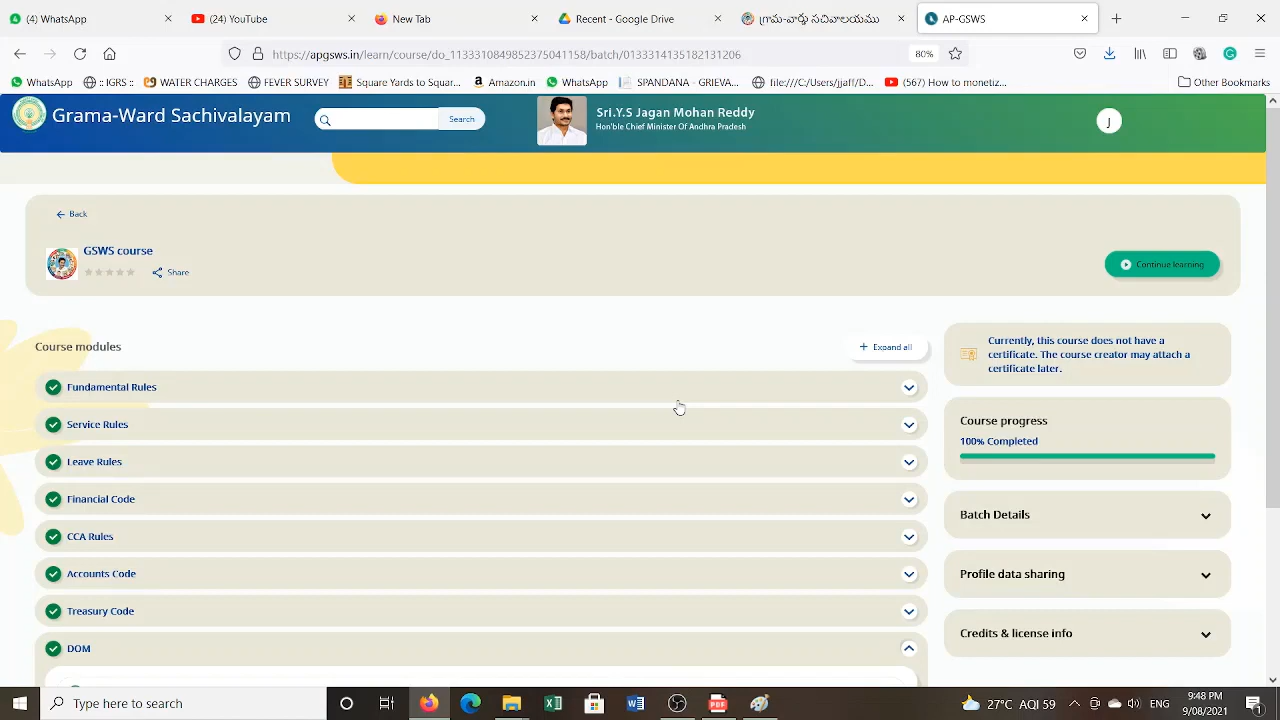 (4) WhatsApp
(24) YouTube
New Tab
Recent - Google Drive
గ్రామ-వార్డు సచివాలయము
AP-GSWS
https://apgsws.in/learn/course/do_11333108498523750​41158/batch/0133314135182131206
80%
WhatsApp
:: IGRS ::
WATER CHARGES
FEVER SURVEY
Square Yards to Squar...
Amazon.in
WhatsApp
SPANDANA - GRIEVA...
file:///C:/Users/jjaff/D...
(567) How to monetiz...
Other Bookmarks
Grama-Ward Sachivalayam
Search
Sri.Y.S Jagan Mohan Reddy
Hon'ble Chief Minister Of Andhra Pradesh
J
Back
GSWS course
Share
Continue learning
Course modules
Expand all
Fundamental Rules
Service Rules
Leave Rules
Financial Code
CCA Rules
Accounts Code
Treasury Code
DOM
Currently, this course does not have a
certificate. The course creator may attach a
certificate later.
Course progress
100% Completed
Batch Details
Profile data sharing
Credits & license info
Type here to search
27°C AQI 59
9:48 PM
9/08/2021